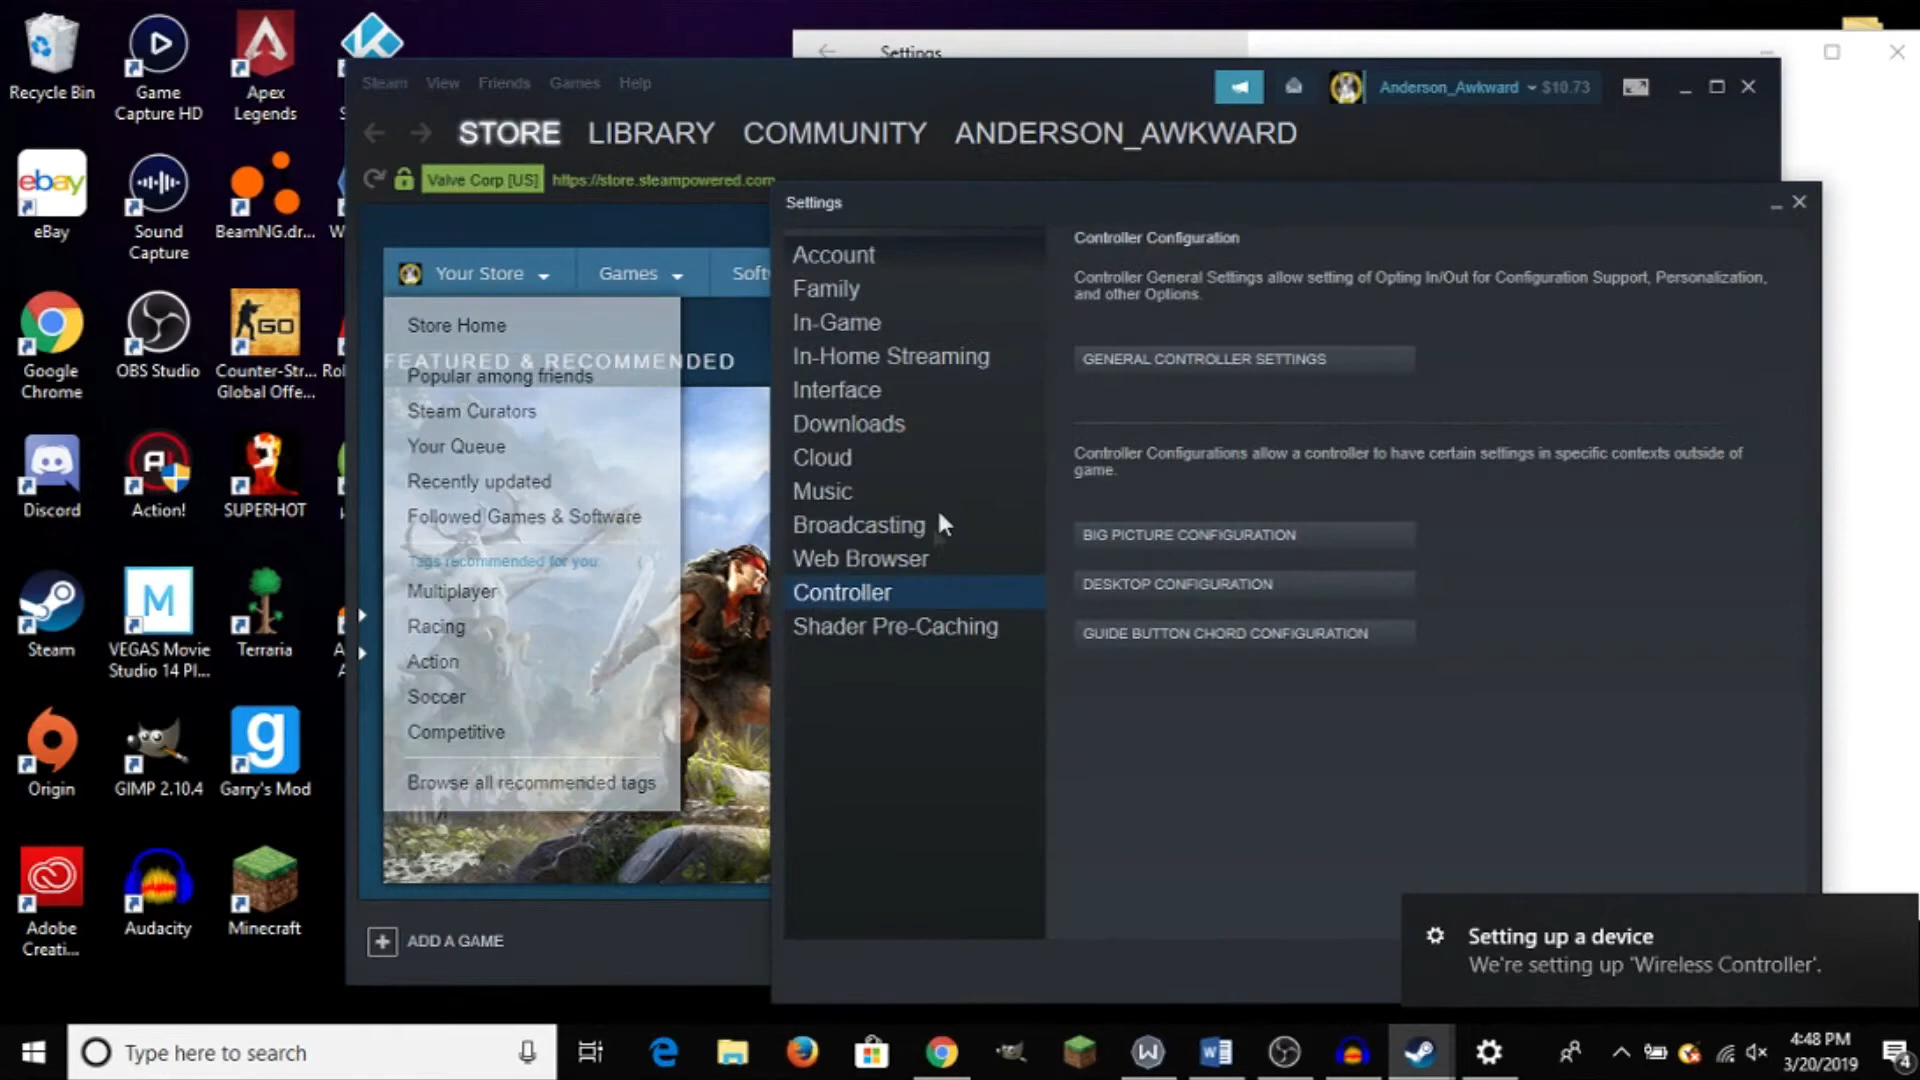 Recycle Bin
Game
Capture HD
Apex
Legends
eBay
Sound
Capture
BeamNG.dr...
Google
Chrome
OBS Studio
Counter-Str...
Global Offe...
Discord
Action!
SUPERHOT
Steam
VEGAS Movie
Studio 14 Pl...
Terraria
Origin
GIMP 2.10.4
Garry's Mod
Adobe
Creati...
Audacity
Minecraft
Settings
Steam View Friends Games Help
Anderson_Awkward $10.73
STORE LIBRARY COMMUNITY ANDERSON_AWKWARD
Valve Corp [US] https://store.steampowered.com
Your Store Games Soft
Store Home
FEATURED & RECOMMENDED
Popular among friends
Steam Curators
Your Queue
Recently updated
Followed Games & Software
Tags recommended for you:
Multiplayer
Racing
Action
Soccer
Competitive
Browse all recommended tags
ADD A GAME
Settings
Account
Family
In-Game
In-Home Streaming
Interface
Downloads
Cloud
Music
Broadcasting
Web Browser
Controller
Shader Pre-Caching
Controller Configuration
Controller General Settings allow setting of Opting In/Out for Configuration Support, Personalization,
and other Options.
GENERAL CONTROLLER SETTINGS
Controller Configurations allow a controller to have certain settings in specific contexts outside of
game.
BIG PICTURE CONFIGURATION
DESKTOP CONFIGURATION
GUIDE BUTTON CHORD CONFIGURATION
Setting up a device
We're setting up 'Wireless Controller'.
Type here to search
4:48 PM
3/20/2019
4